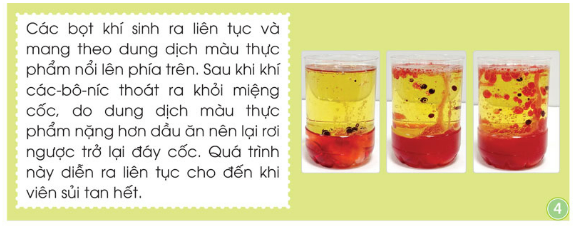 Các bọt khí sinh ra liên tục và
mang theo dung dịch màu thực
phẩm nổi lên phía trên. Sau khi khí
các-bô-níc thoát ra khỏi miệng
cốc, do dung dịch màu thực
phẩm nặng hơn dầu ăn nên lại rơi
ngược trở lại đáy cốc. Quá trình
này diễn ra liên tục cho đến khi
viên sủi tan hết.
4